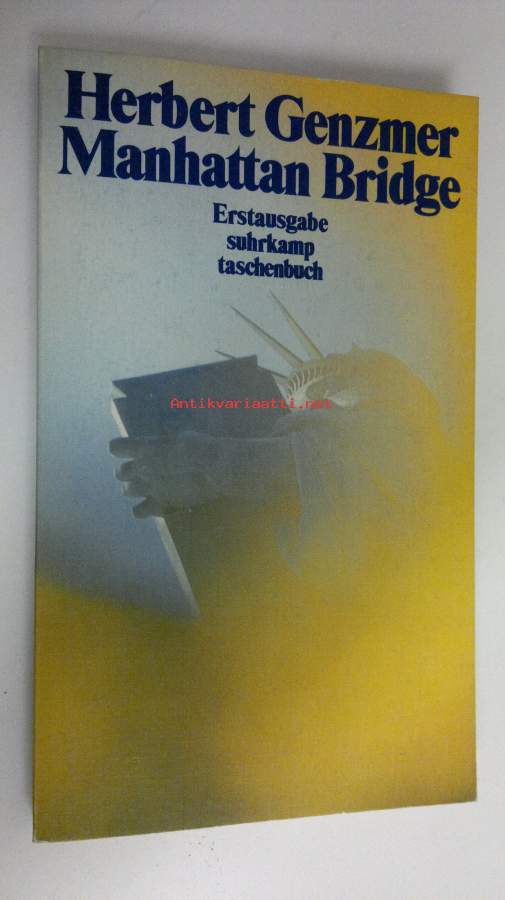 Herbert Genzmer
Manhattan Bridge
Erstausgabe
suhrkamp
taschenbuch
Antikvariaatti.net